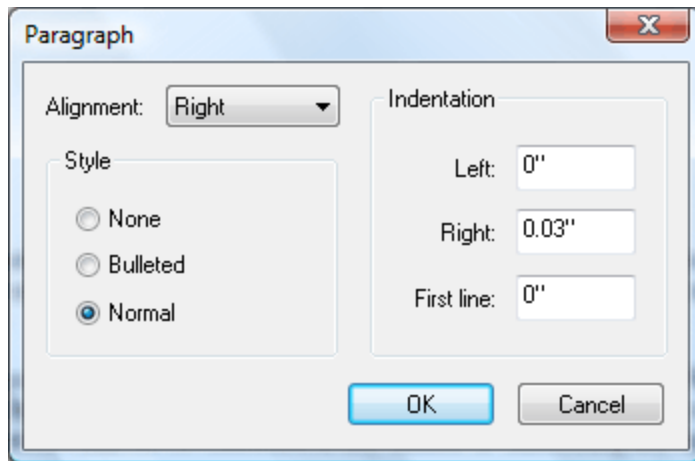 Paragraph
Alignment: Right
Style
None
Bulleted
Normal
Indentation
Left: 0"
Right: 0.03"
First line: 0"
OK Cancel